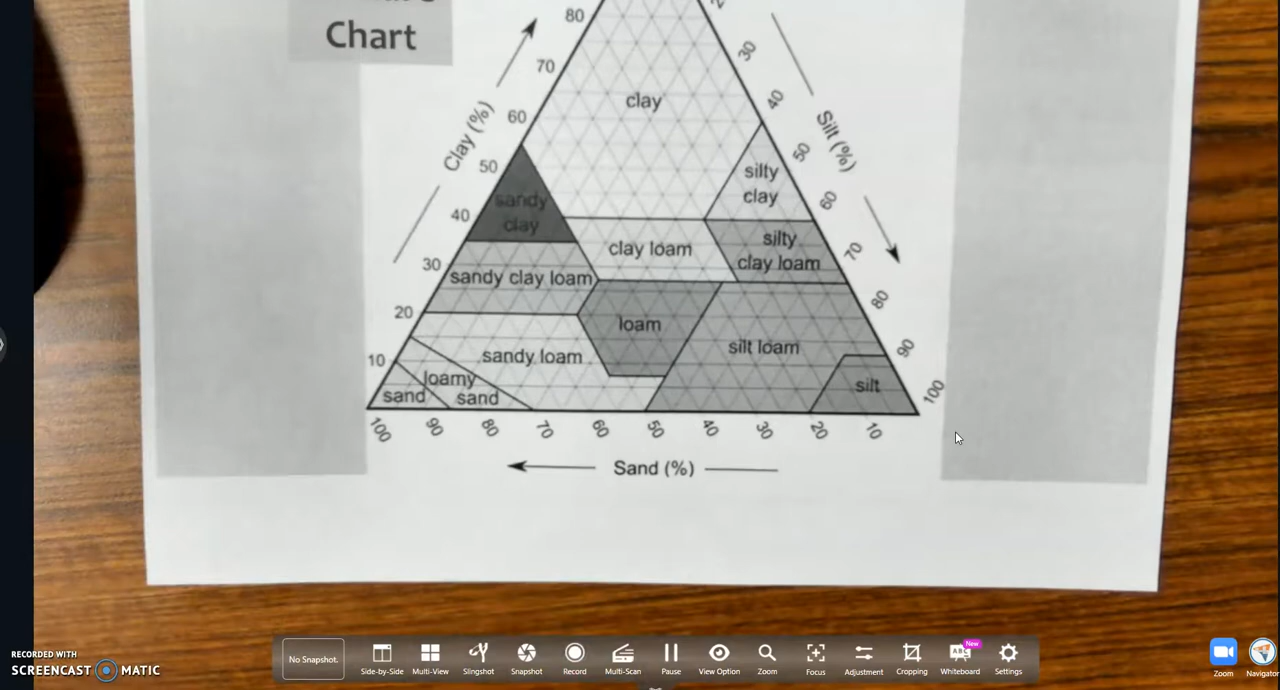 Chart
80
70
60
50
40
30
20
10
Clay (%)
30
40
50
60
70
80
90
100
Silt (%)
clay
silty
clay
sandy
clay
clay loam
silty
clay loam
sandy clay loam
loam
silt loam
sandy loam
loamy
sand
sand
silt
100
90
80
70
60
50
40
30
20
10
Sand (%)
RECORDED WITH
SCREENCAST MATIC
No Snapshot.
Side-by-Side
Multi-View
Slingshot
Snapshot
Record
Multi-Scan
Pause
View Option
Zoom
Focus
Adjustment
Cropping
New
ABC
Whiteboard
Settings
Zoom